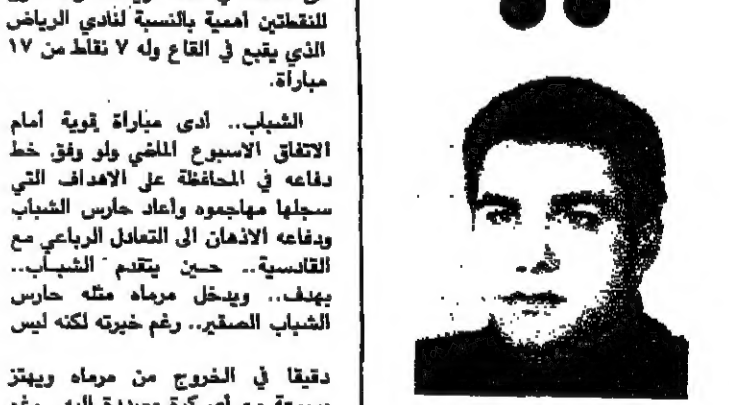 للنقطتين أهمية بالنسبة لنادي الرياض
الذي يقبع في القاع وله ٧ نقاط من ١٧
مباراة.
الشباب.. أدى مباراة قوية أمام
الاتفاق الاسبوع الماضي ولو وفق خط
دفاعه في المحافظة على الاهداف التي
سجلها مهاجموه وأعاد حارس الشباب
ودفاعه الاذهان الى التعادل الرباعي مع
القادسية.. حين يتقدم الشباب..
بهدف.. ويدخل مرماه مثله حارس
الشباب الصقير.. رغم خبرته لكنه ليس
دقيقا في الخروج من مرماه ويهتز